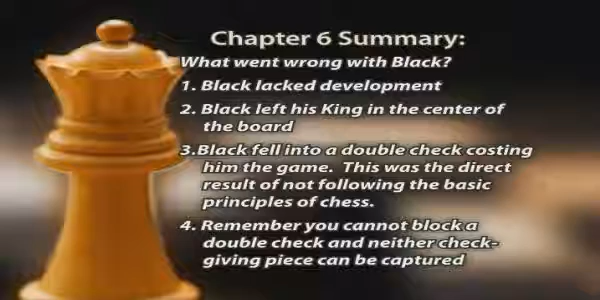 Chapter 6 Summary:
What went wrong with Black?
1. Black lacked development
2. Black left his King in the center of
the board
3.Black fell into a double check costing
him the game. This was the direct
result of not following the basic
principles of chess.
4. Remember you cannot block a
double check and neither check-
giving piece can be captured